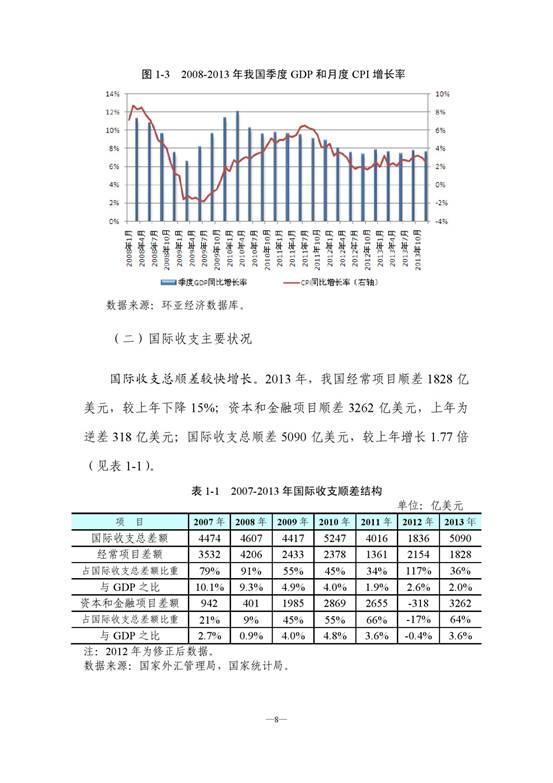 图 1-3 2008-2013 年我国季度 GDP 和月度 CPI 增长率
14%
12%
10%
8%
6%
4%
2%
0%
10%
8%
6%
4%
2%
0%
-2%
-4%
2008年1月
2008年4月
2008年7月
2008年10月
2009年1月
2009年4月
2009年7月
2009年10月
2010年1月
2010年4月
2010年7月
2010年10月
2011年1月
2011年4月
2011年7月
2011年10月
2012年1月
2012年4月
2012年7月
2012年10月
2013年1月
2013年4月
2013年7月
2013年10月
季度GDP同比增长率 CPI同比增长率（右轴）
数据来源：环亚经济数据库。
（二）国际收支主要状况
国际收支总顺差较快增长。2013 年，我国经常项目顺差 1828 亿
美元，较上年下降 15%；资本和金融项目顺差 3262 亿美元，上年为
逆差 318 亿美元；国际收支总顺差 5090 亿美元，较上年增长 1.77 倍
（见表 1-1）。
表 1-1 2007-2013 年国际收支顺差结构
单位：亿美元
项 目 2007 年 2008 年 2009 年 2010 年 2011 年 2012 年 2013 年
国际收支总差额 4474 4607 4417 5247 4016 1836 5090
经常项目差额 3532 4206 2433 2378 1361 2154 1828
占国际收支总差额比重 79% 91% 55% 45% 34% 117% 36%
与 GDP 之比 10.1% 9.3% 4.9% 4.0% 1.9% 2.6% 2.0%
资本和金融项目差额 942 401 1985 2869 2655 -318 3262
占国际收支总差额比重 21% 9% 45% 55% 66% -17% 64%
与 GDP 之比 2.7% 0.9% 4.0% 4.8% 3.6% -0.4% 3.6%
注：2012 年为修正后数据。
数据来源：国家外汇管理局，国家统计局。
—8—